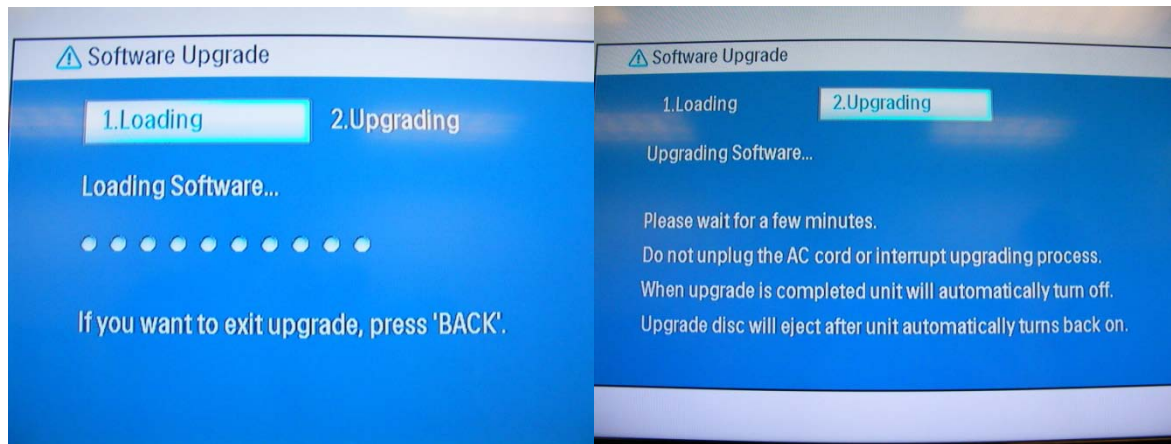 Software Upgrade
1.Loading 2.Upgrading
Loading Software...
If you want to exit upgrade, press 'BACK'.
Software Upgrade
1.Loading 2.Upgrading
Upgrading Software...
Please wait for a few minutes.
Do not unplug the AC cord or interrupt upgrading process.
When upgrade is completed unit will automatically turn off.
Upgrade disc will eject after unit automatically turns back on.